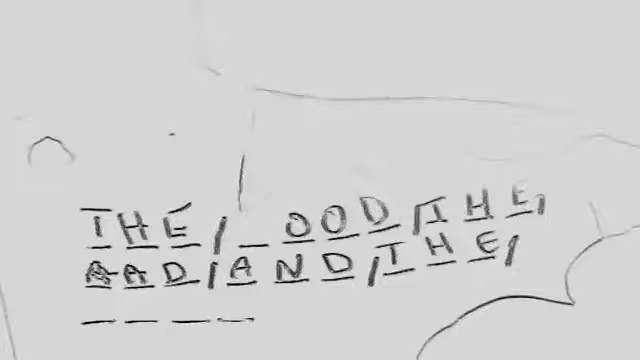 THE/_OOD/THE/
BAD/AND/THE/
_ _ _ _